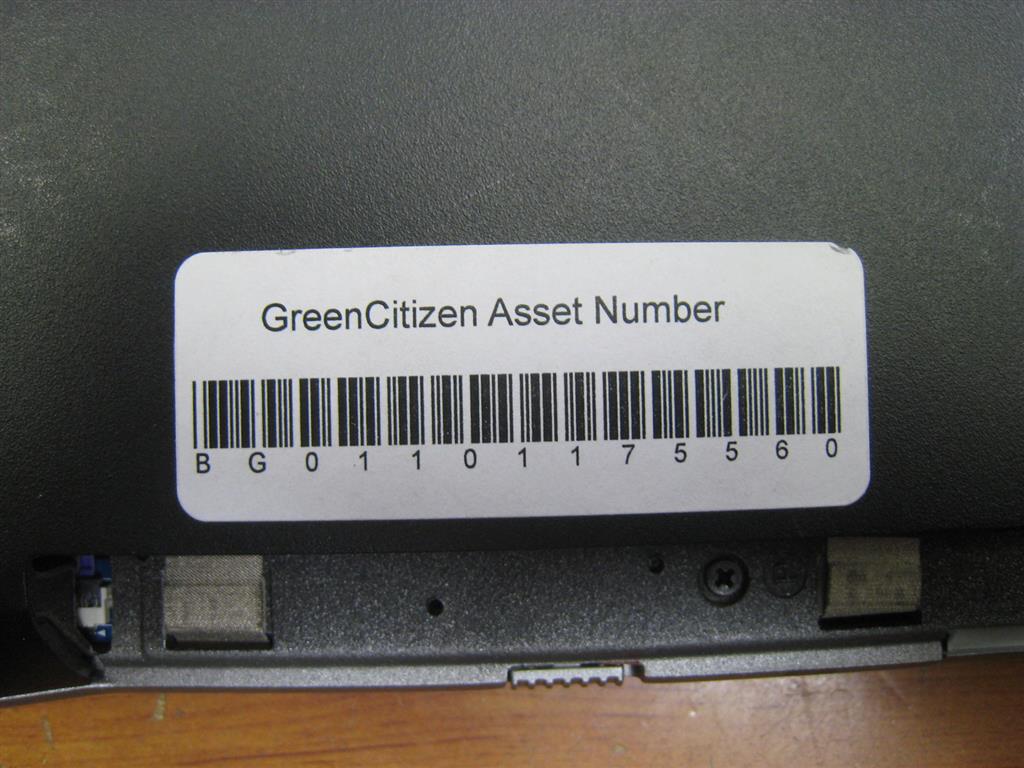 GreenCitizen Asset Number
B G 0 1 1 0 1 1 7 5 5 6 0